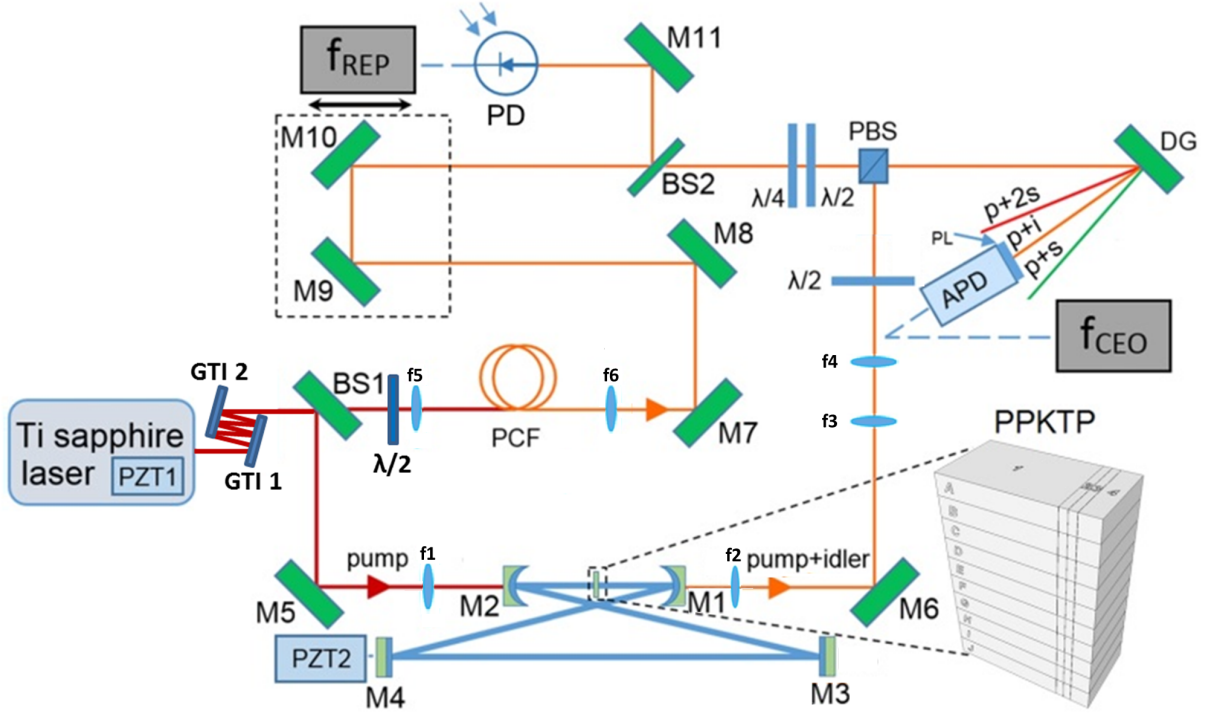 fREP
PD
M11
M10
BS2
λ/4
λ/2
PBS
DG
p+2s
p+i
p+s
PL
APD
M9
M8
λ/2
fCEO
f4
f3
GTI 2
BS1
f5
f6
PCF
M7
λ/2
Ti sapphire
laser
PZT1
GTI 1
PPKTP
A
B
C
D
E
F
G
H
I
J
pump
f1
f2
pump+idler
M5
M2
M1
M6
PZT2
M4
M3